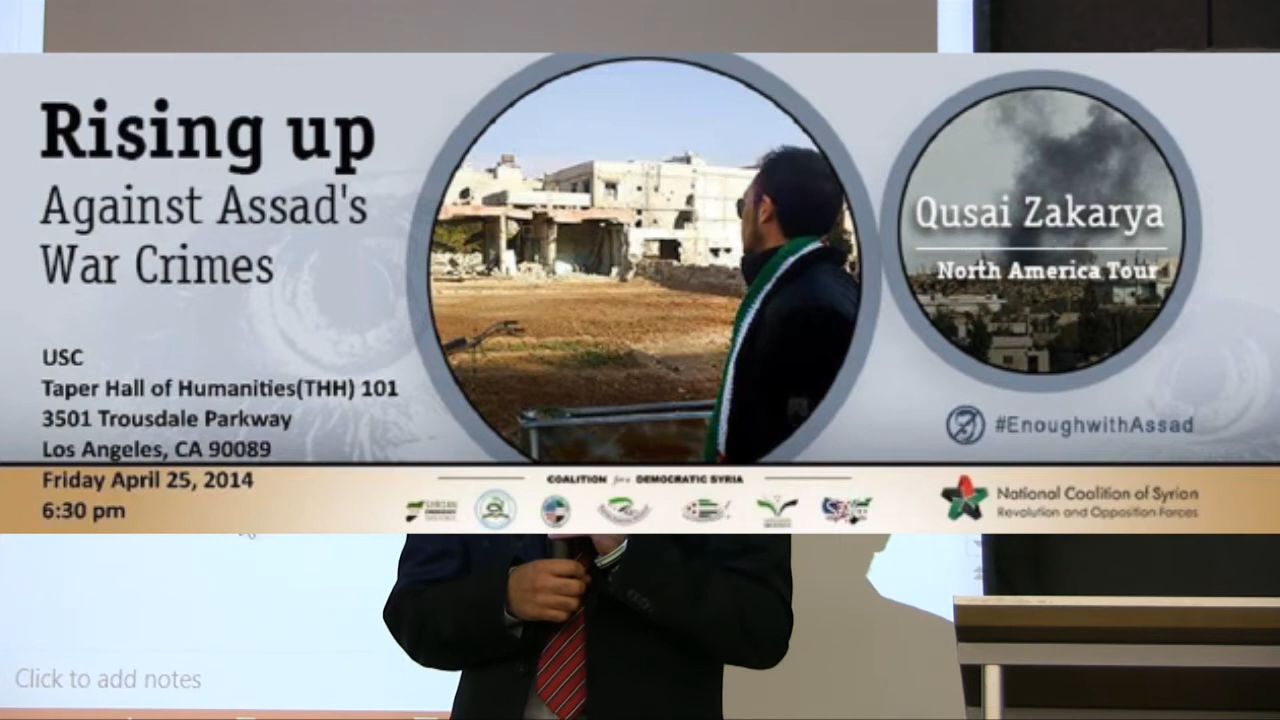 Rising up
Against Assad's
War Crimes
USC
Taper Hall of Humanities(THH) 101
3501 Trousdale Parkway
Los Angeles, CA 90089
Friday April 25, 2014
6:30 pm
Qusai Zakarya
North America Tour
#EnoughwithAssad
COALITION for DEMOCRATIC SYRIA
National Coalition of Syrian
Revolution and Opposition Forces
Click to add notes